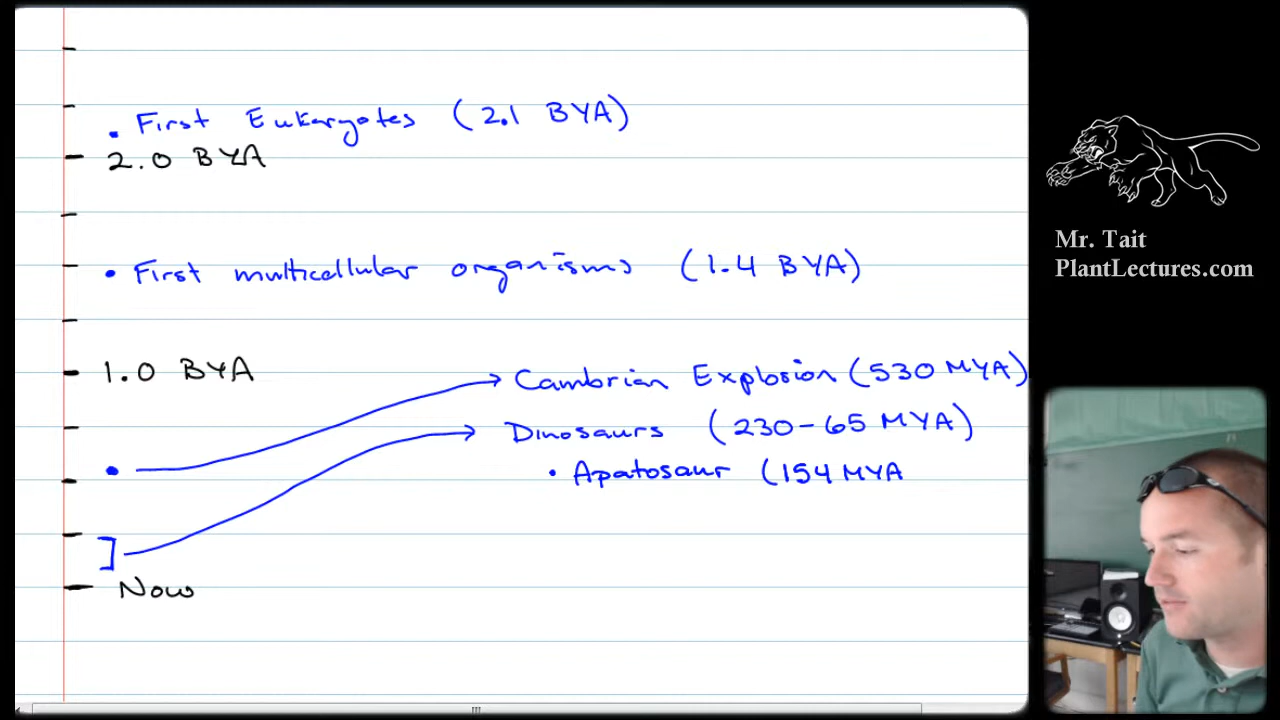 • First Eukaryotes (2.1 BYA)
2.0 BYA
• First multicellular organisms (1.4 BYA)
1.0 BYA
Cambrian Explosion (530 MYA)
Dinosaurs (230-65 MYA)
• Apatosaur (154 MYA
Now
Mr. Tait
PlantLectures.com